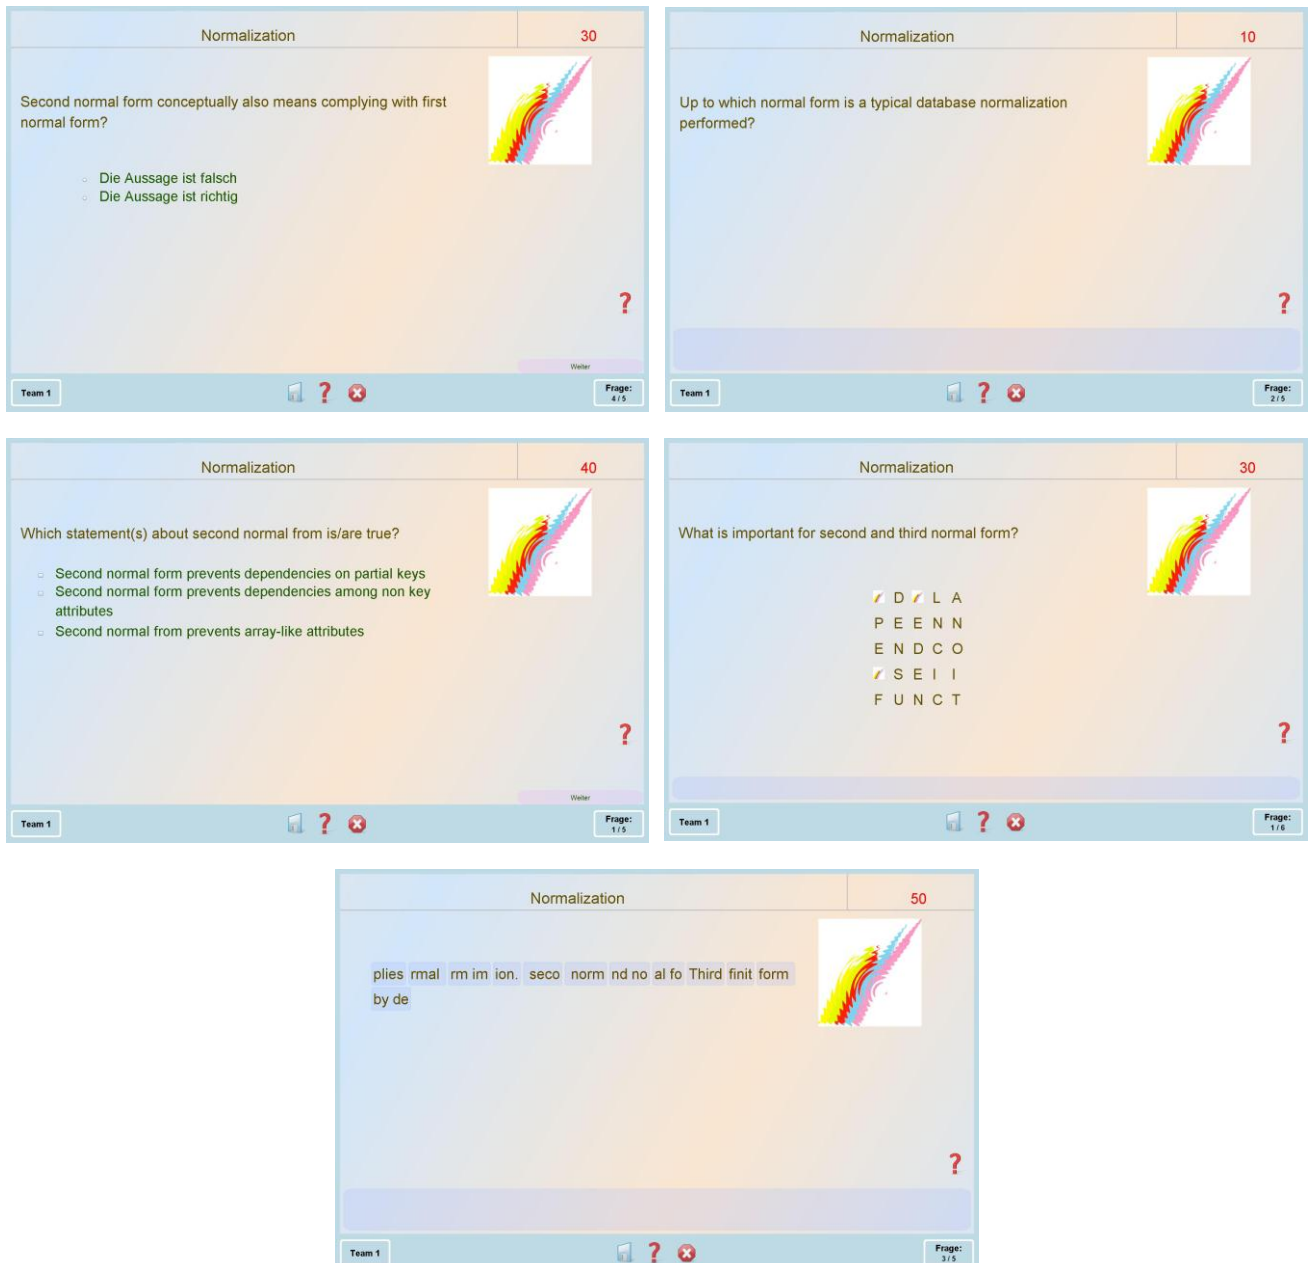 Normalization 30
Second normal form conceptually also means complying with first
normal form?
Die Aussage ist falsch
Die Aussage ist richtig
?
Weiter
Team 1 ? Frage:
4 / 5
Normalization 10
Up to which normal form is a typical database normalization
performed?
?
Team 1 ? Frage:
2 / 5
Normalization 40
Which statement(s) about second normal from is/are true?
Second normal form prevents dependencies on partial keys
Second normal form prevents dependencies among non key
attributes
Second normal from prevents array-like attributes
?
Weiter
Team 1 ? Frage:
1 / 5
Normalization 30
What is important for second and third normal form?
D L A
P E E N N
E N D C O
S E I I
F U N C T
?
Team 1 ? Frage:
1 / 6
Normalization 50
plies rmal rm im ion. seco norm nd no al fo Third finit form
by de
?
Team 1 ? Frage:
3 / 5